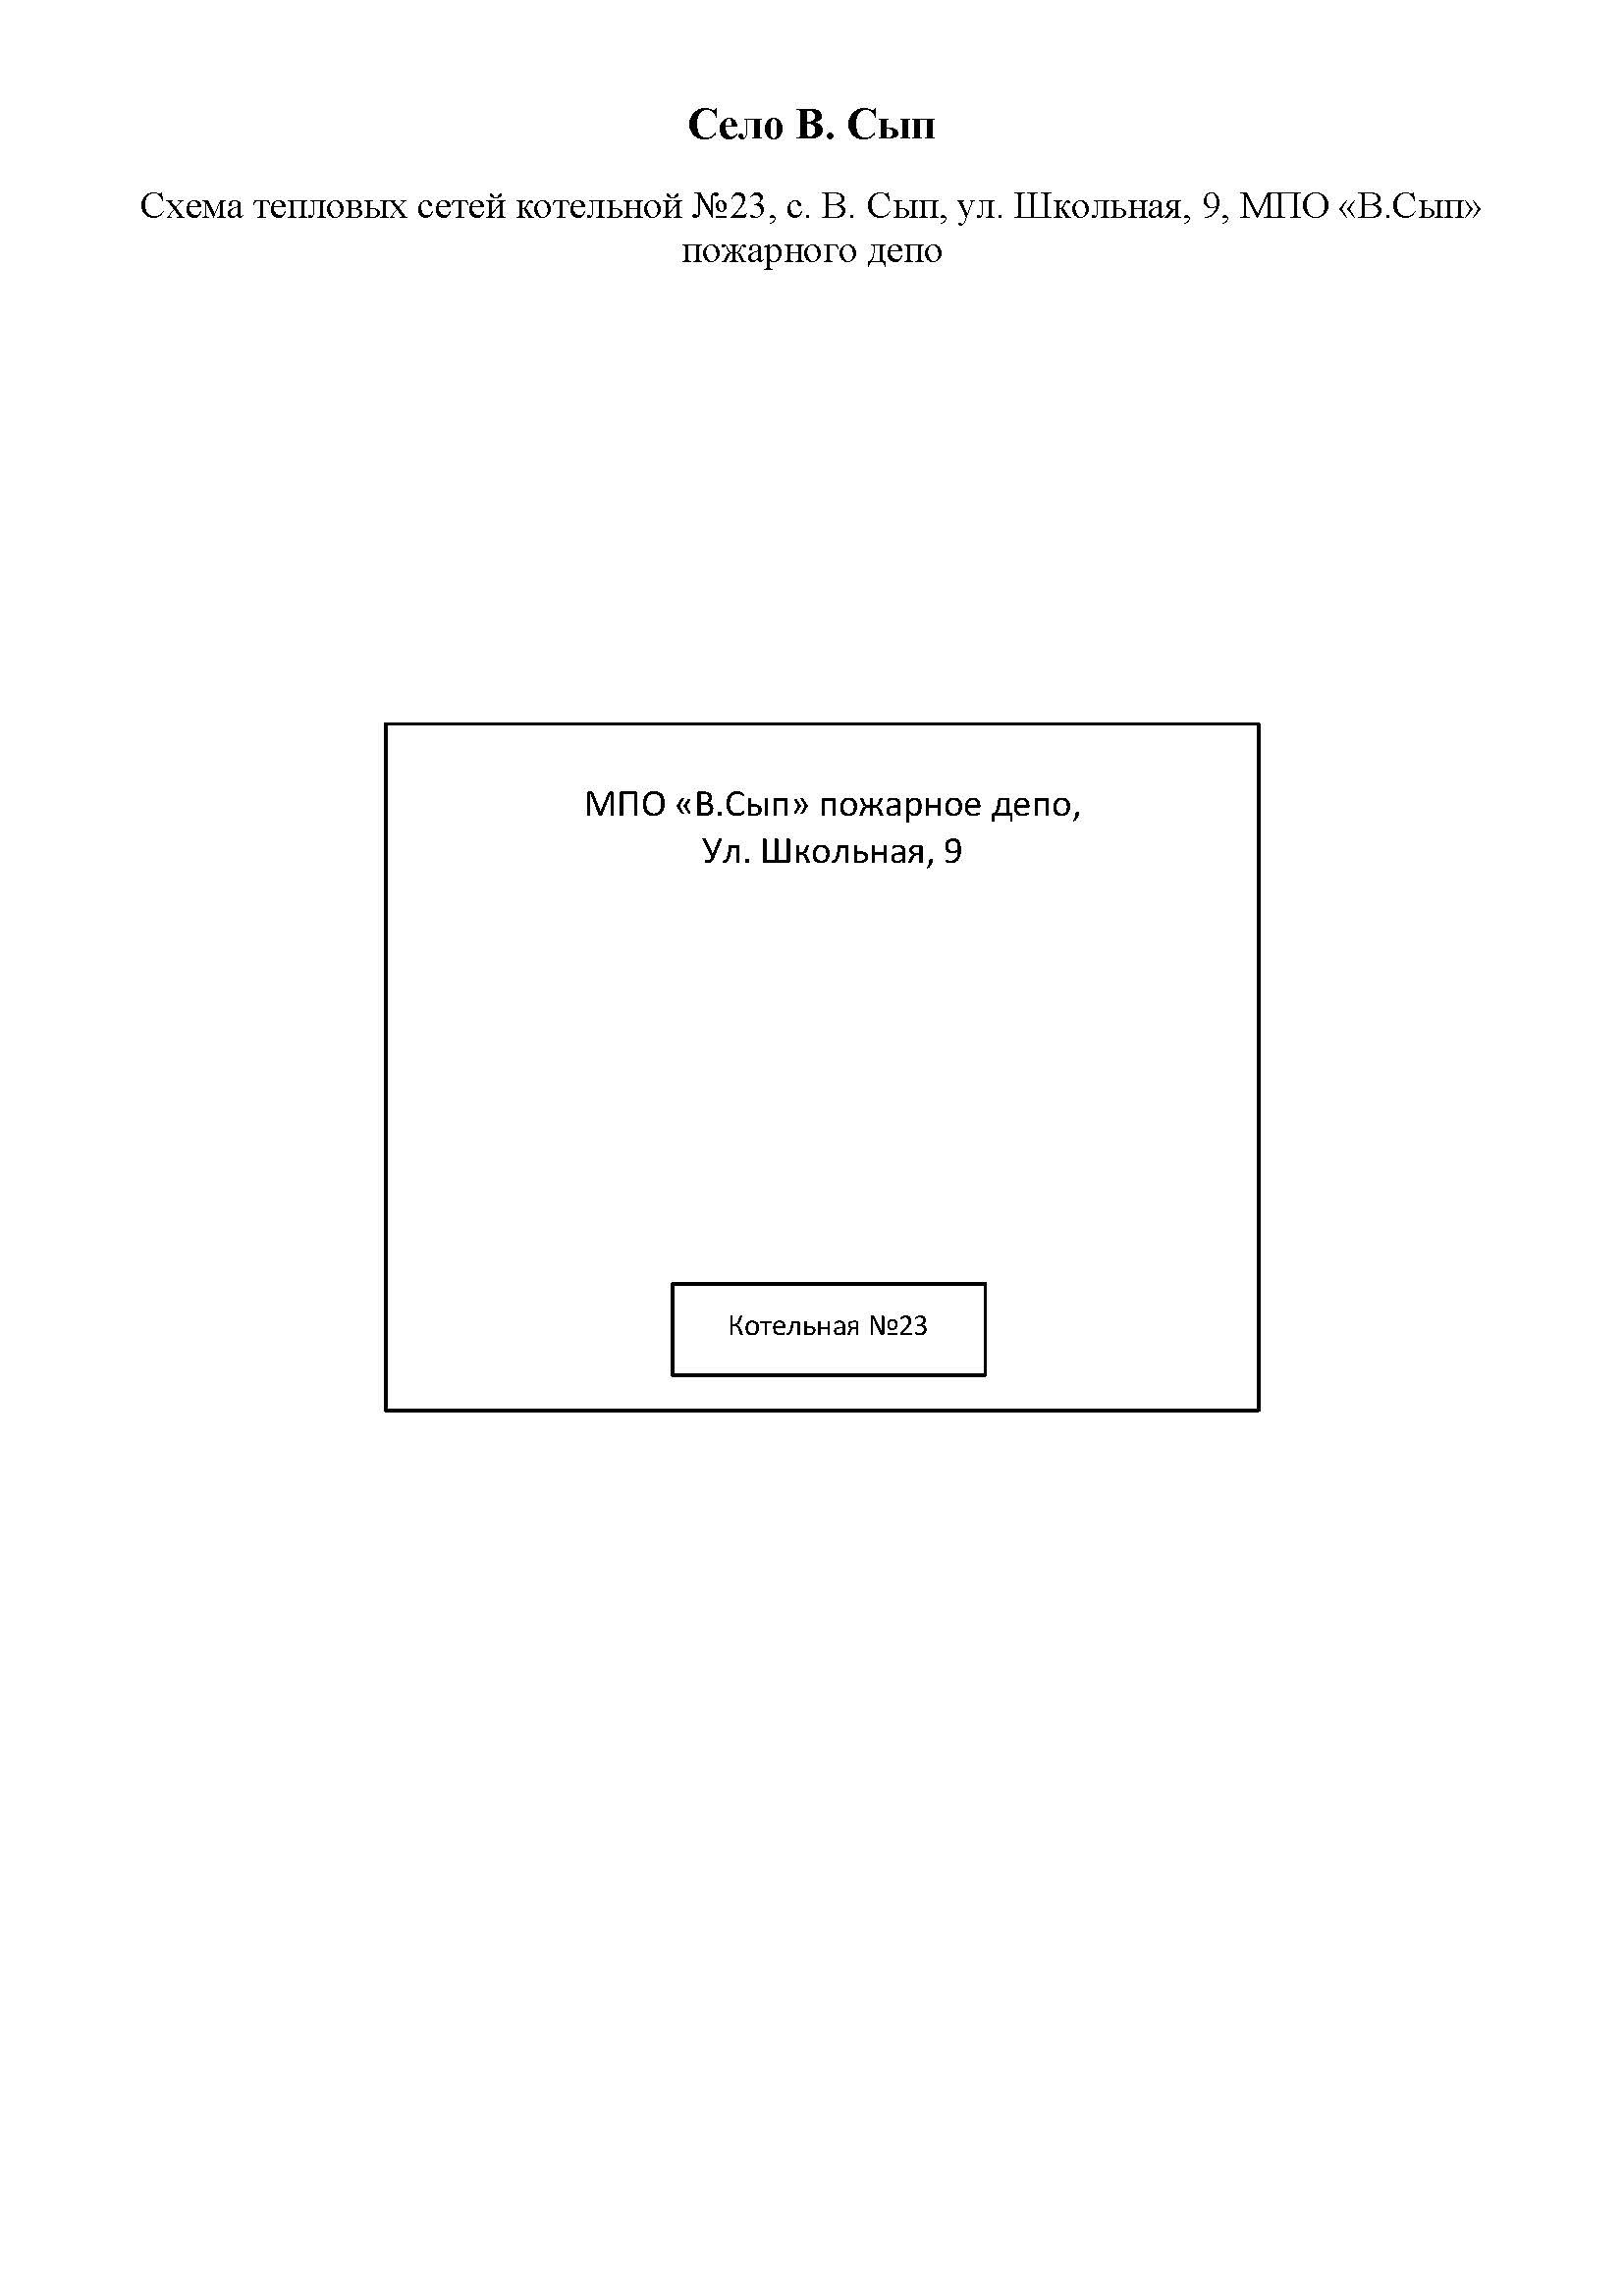 Село В. Сып
Схема тепловых сетей котельной №23, с. В. Сып, ул. Школьная, 9, МПО «В.Сып»
пожарного депо
МПО «В.Сып» пожарное депо,
Ул. Школьная, 9
Котельная №23